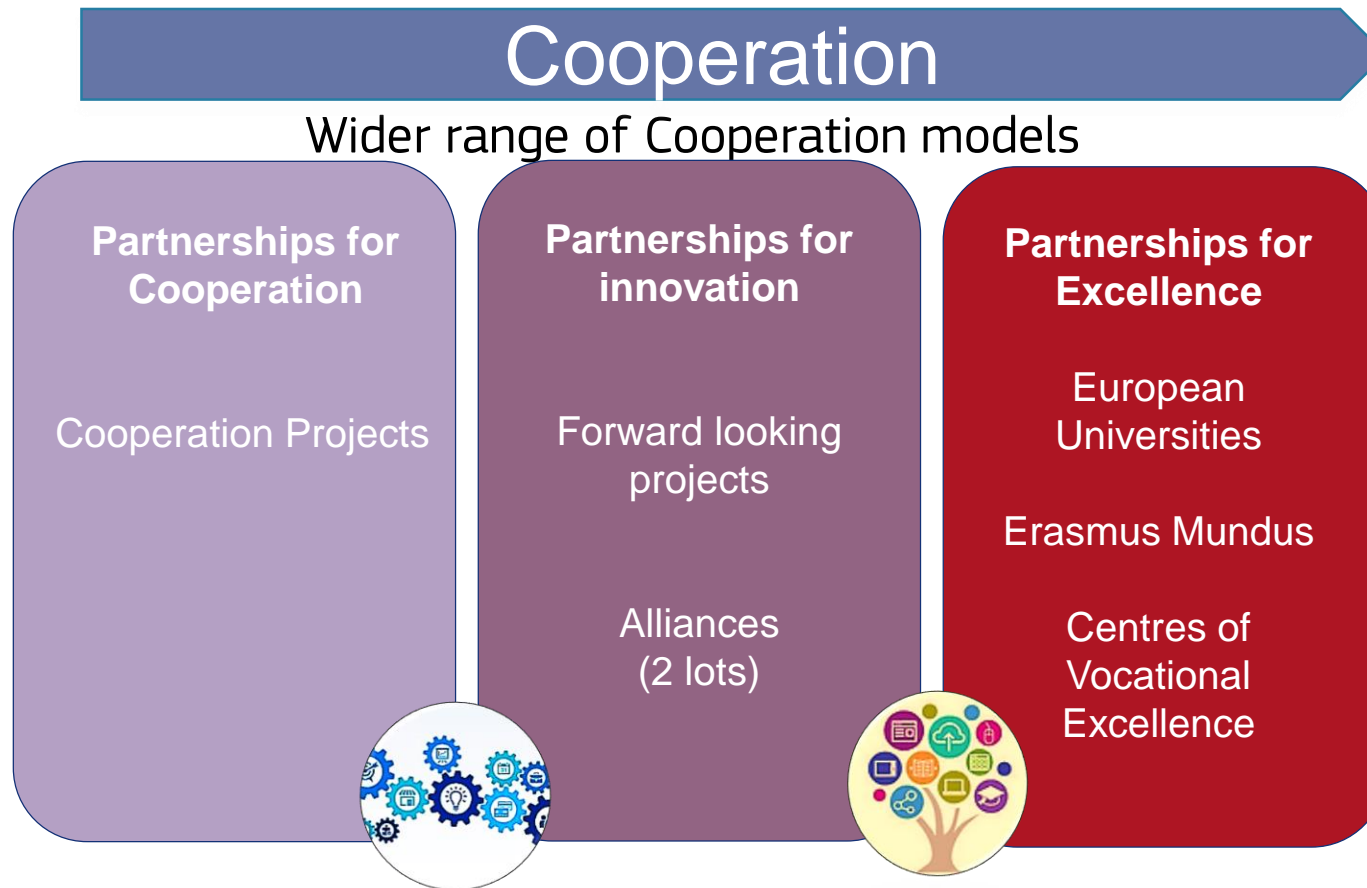 Cooperation
Wider range of Cooperation models
Partnerships for
Cooperation
Cooperation Projects
Partnerships for
innovation
Forward looking
projects
Alliances
(2 lots)
Partnerships for
Excellence
European
Universities
Erasmus Mundus
Centres of
Vocational
Excellence